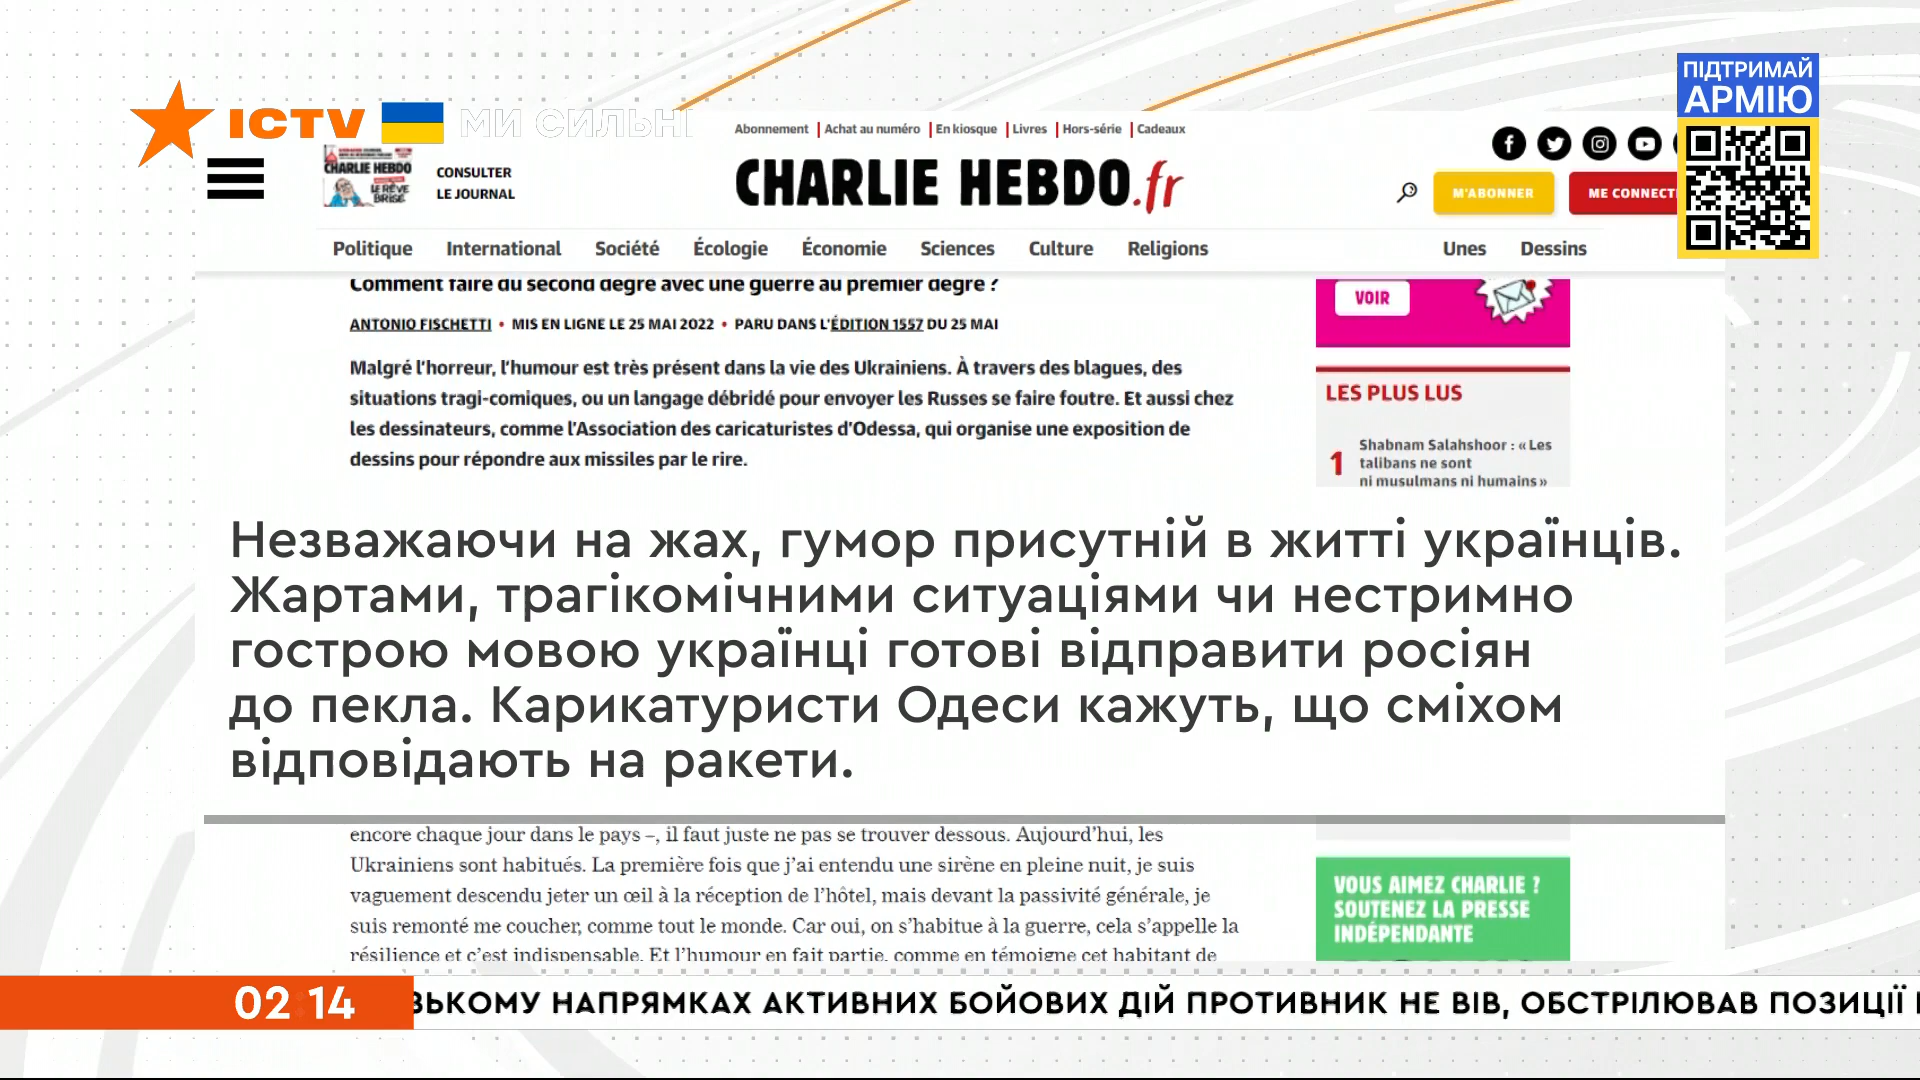 ICTV МИ СИЛЬНІ
ПІДТРИМАЙ
АРМІЮ
Abonnement | Achat au numéro | En kiosque | Livres | Hors-série | Cadeaux
CHARLIE HEBDO
LE RÊVE
BRISÉ
CONSULTER
LE JOURNAL
CHARLIE HEBDO.fr
M'ABONNER
ME CONNECT
Politique International Société Écologie Économie Sciences Culture Religions Unes Dessins
Comment faire du second degré avec une guerre au premier degré ?
ANTONIO FISCHETTI • MIS EN LIGNE LE 25 MAI 2022 • PARU DANS L'ÉDITION 1557 DU 25 MAI
Malgré l'horreur, l'humour est très présent dans la vie des Ukrainiens. À travers des blagues, des
situations tragi-comiques, ou un langage débridé pour envoyer les Russes se faire foutre. Et aussi chez
les dessinateurs, comme l'Association des caricaturistes d'Odessa, qui organise une exposition de
dessins pour répondre aux missiles par le rire.
VOIR
LES PLUS LUS
1
Shabnam Salahshoor : « Les
talibans ne sont
ni musulmans ni humains »
Незважаючи на жах, гумор присутній в житті українців.
Жартами, трагікомічними ситуаціями чи нестримно
гострою мовою українці готові відправити росіян
до пекла. Карикатуристи Одеси кажуть, що сміхом
відповідають на ракети.
encore chaque jour dans le pays –, il faut juste ne pas se trouver dessous. Aujourd'hui, les
Ukrainiens sont habitués. La première fois que j'ai entendu une sirène en pleine nuit, je suis
vaguement descendu jeter un œil à la réception de l'hôtel, mais devant la passivité générale, je
suis remonté me coucher, comme tout le monde. Car oui, on s'habitue à la guerre, cela s'appelle la
résilience et c'est indispensable. Et l'humour en fait partie, comme en témoigne cet habitant de
VOUS AIMEZ CHARLIE ?
SOUTENEZ LA PRESSE
INDÉPENDANTE
02:14
ЗЬКОМУ НАПРЯМКАХ АКТИВНИХ БОЙОВИХ ДІЙ ПРОТИВНИК НЕ ВІВ, ОБСТРІЛЮВАВ ПОЗИЦІЇ